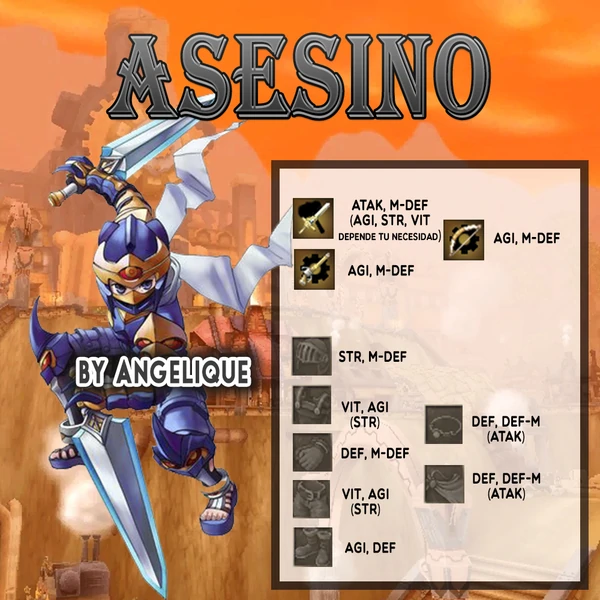 ASESINO
ATAK, M-DEF
(AGI, STR, VIT
DEPENDE TU NECESIDAD)
AGI, M-DEF
AGI, M-DEF
STR, M-DEF
BY ANGELIQUE
VIT, AGI
(STR)
DEF, DEF-M
(ATAK)
DEF, M-DEF
VIT, AGI
(STR)
DEF, DEF-M
(ATAK)
AGI, DEF